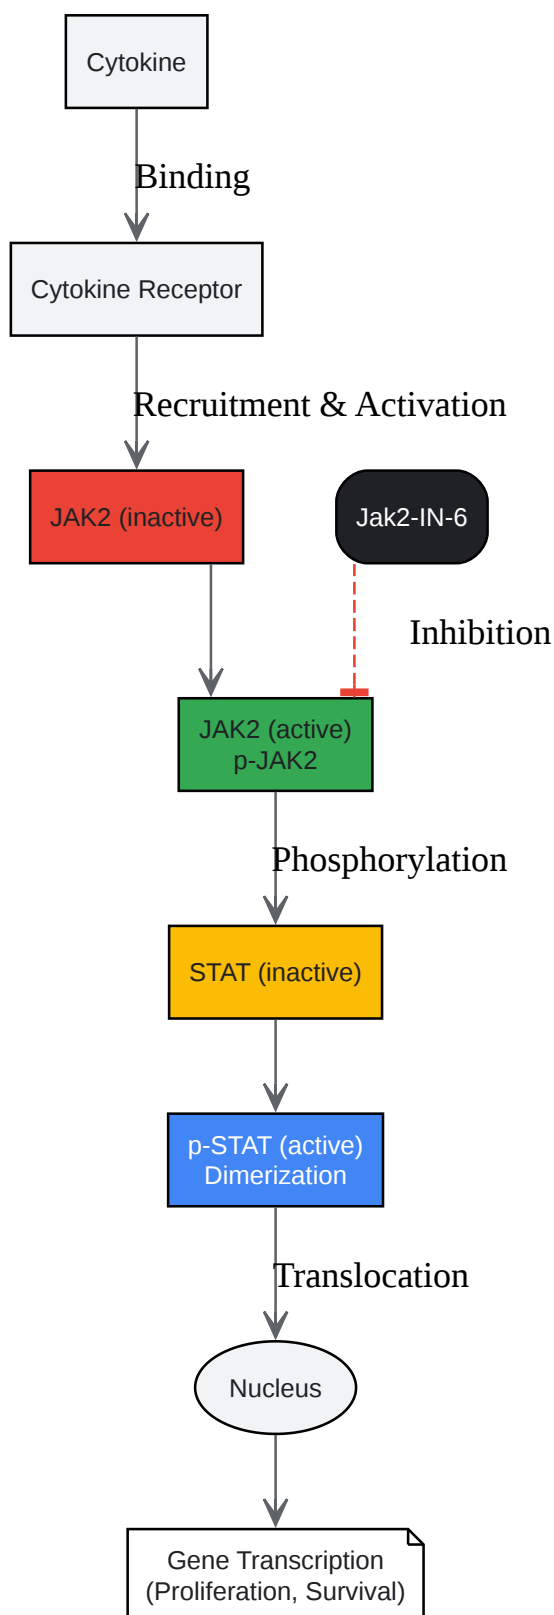 Cytokine
Binding
Cytokine Receptor
Recruitment & Activation
JAK2 (inactive)
Jak2-IN-6
Inhibition
JAK2 (active)
p-JAK2
Phosphorylation
STAT (inactive)
p-STAT (active)
Dimerization
Translocation
Nucleus
Gene Transcription
(Proliferation, Survival)